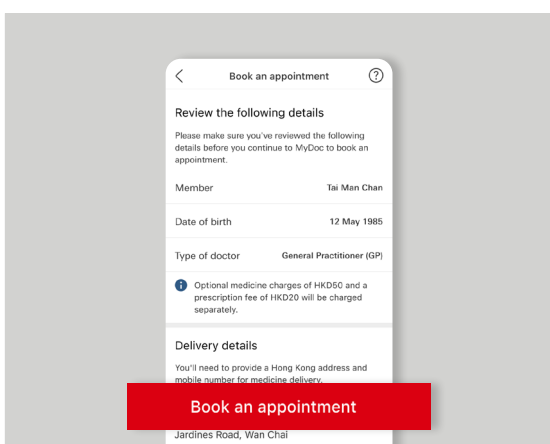 Book an appointment
Review the following details
Please make sure you've reviewed the following
details before you continue to MyDoc to book an
appointment.
Member Tai Man Chan
Date of birth 12 May 1985
Type of doctor General Practitioner (GP)
Optional medicine charges of HKD50 and a
prescription fee of HKD20 will be charged
separately.
Delivery details
You'll need to provide a Hong Kong address and
mobile number for medicine delivery.
Book an appointment
Jardines Road, Wan Chai